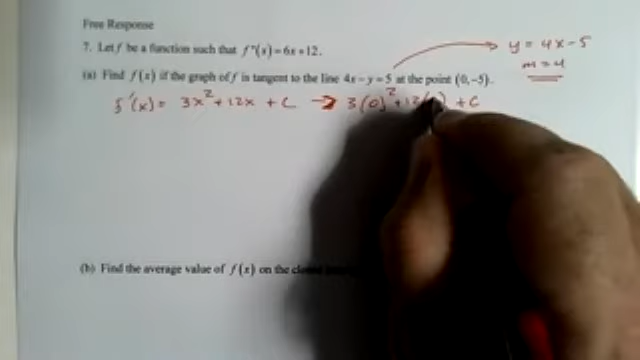 Free Response
7. Let f be a function such that f''(x) = 6x + 12.
y = 4x - 5
m = 4
(a) Find f(x) if the graph of f is tangent to the line 4x - y = 5 at the point (0, -5).
f'(x) = 3x² + 12x + C → 3(0)² + 12( ) + C
(b) Find the average value of f(x) on the closed